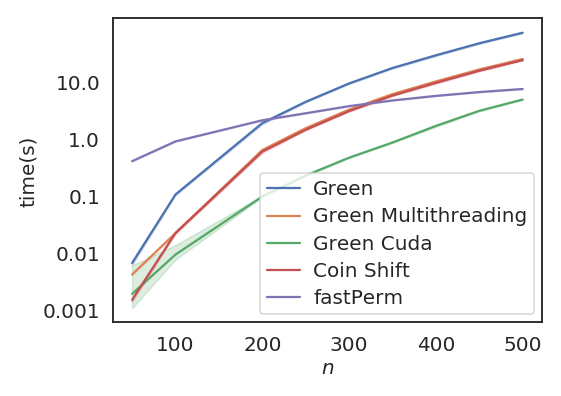 time(s)
10.0
1.0
0.1
0.01
0.001
Green
Green Multithreading
Green Cuda
Coin Shift
fastPerm
100 200 300 400 500
n